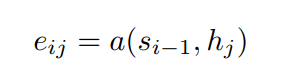 e_{ij} = a(s_{i−1}, h_j)